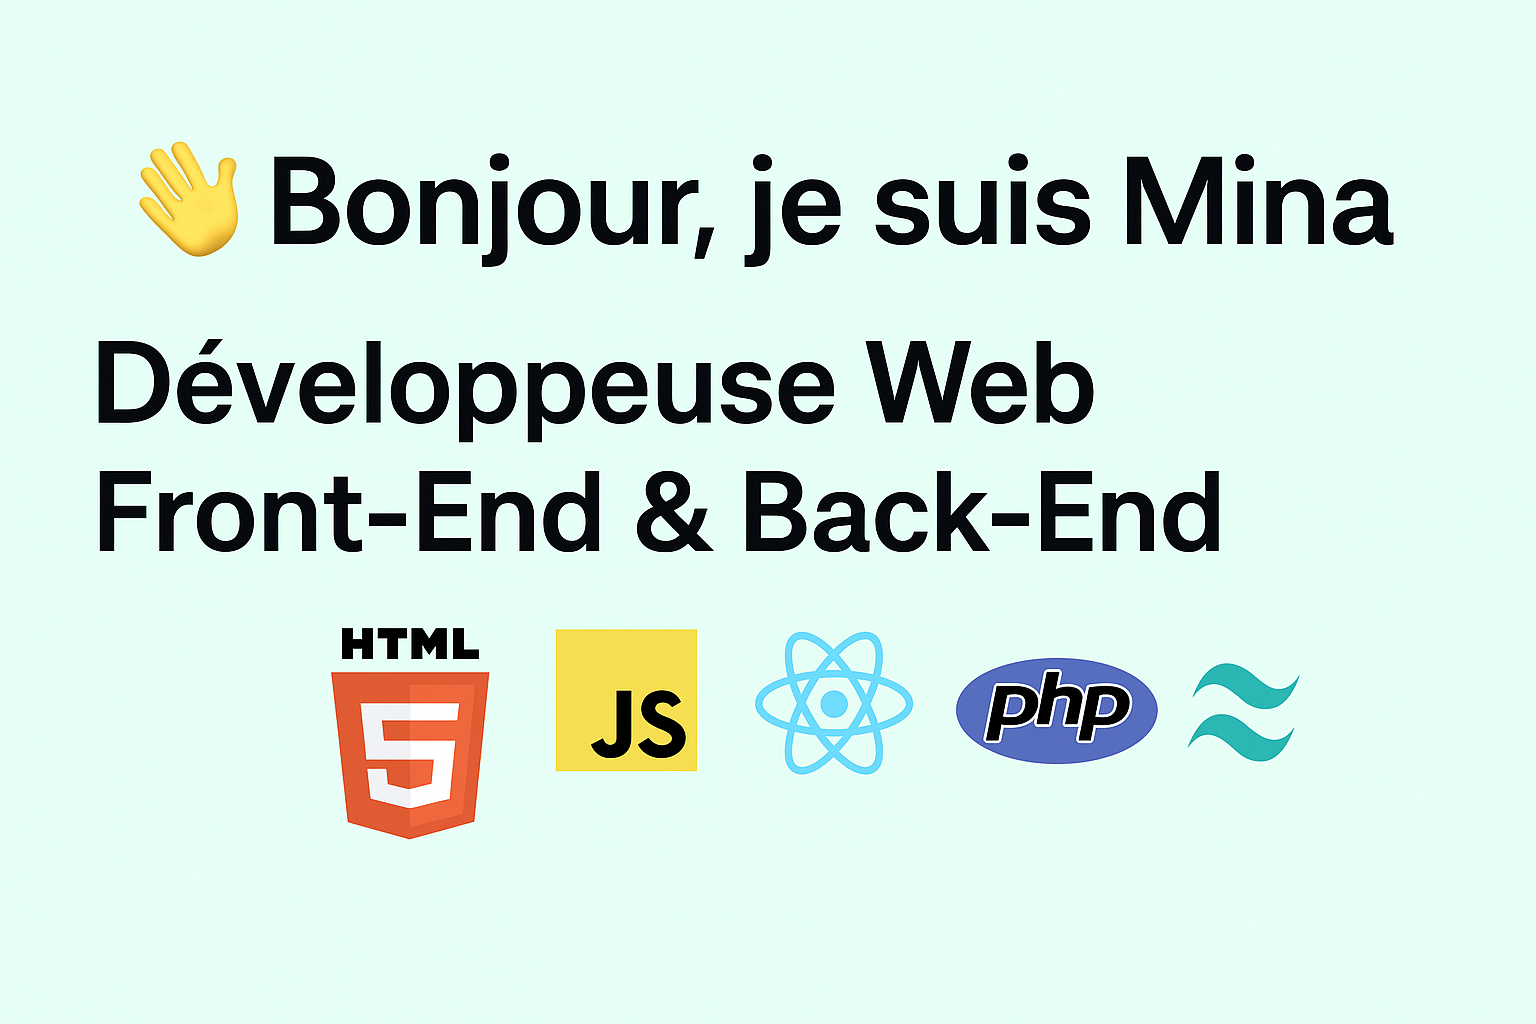 👋 Bonjour, je suis Mina
Développeuse Web
Front-End & Back-End
HTML
5
JS
php